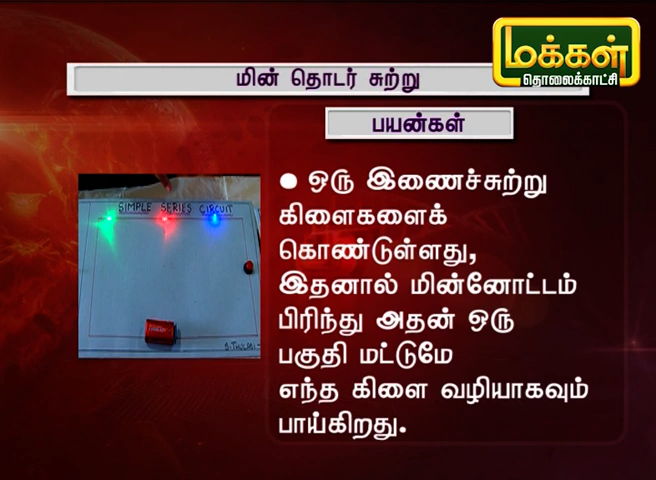 மக்கள்
தொலைக்காட்சி
மின் தொடர் சுற்று
பயன்கள்
SIMPLE SERIES CIRCUIT
● ஒரு இணைச்சுற்று
கிளைகளைக்
கொண்டுள்ளது,
இதனால் மின்னோட்டம்
பிரிந்து அதன் ஒரு
பகுதி மட்டுமே
எந்த கிளை வழியாகவும்
பாய்கிறது.